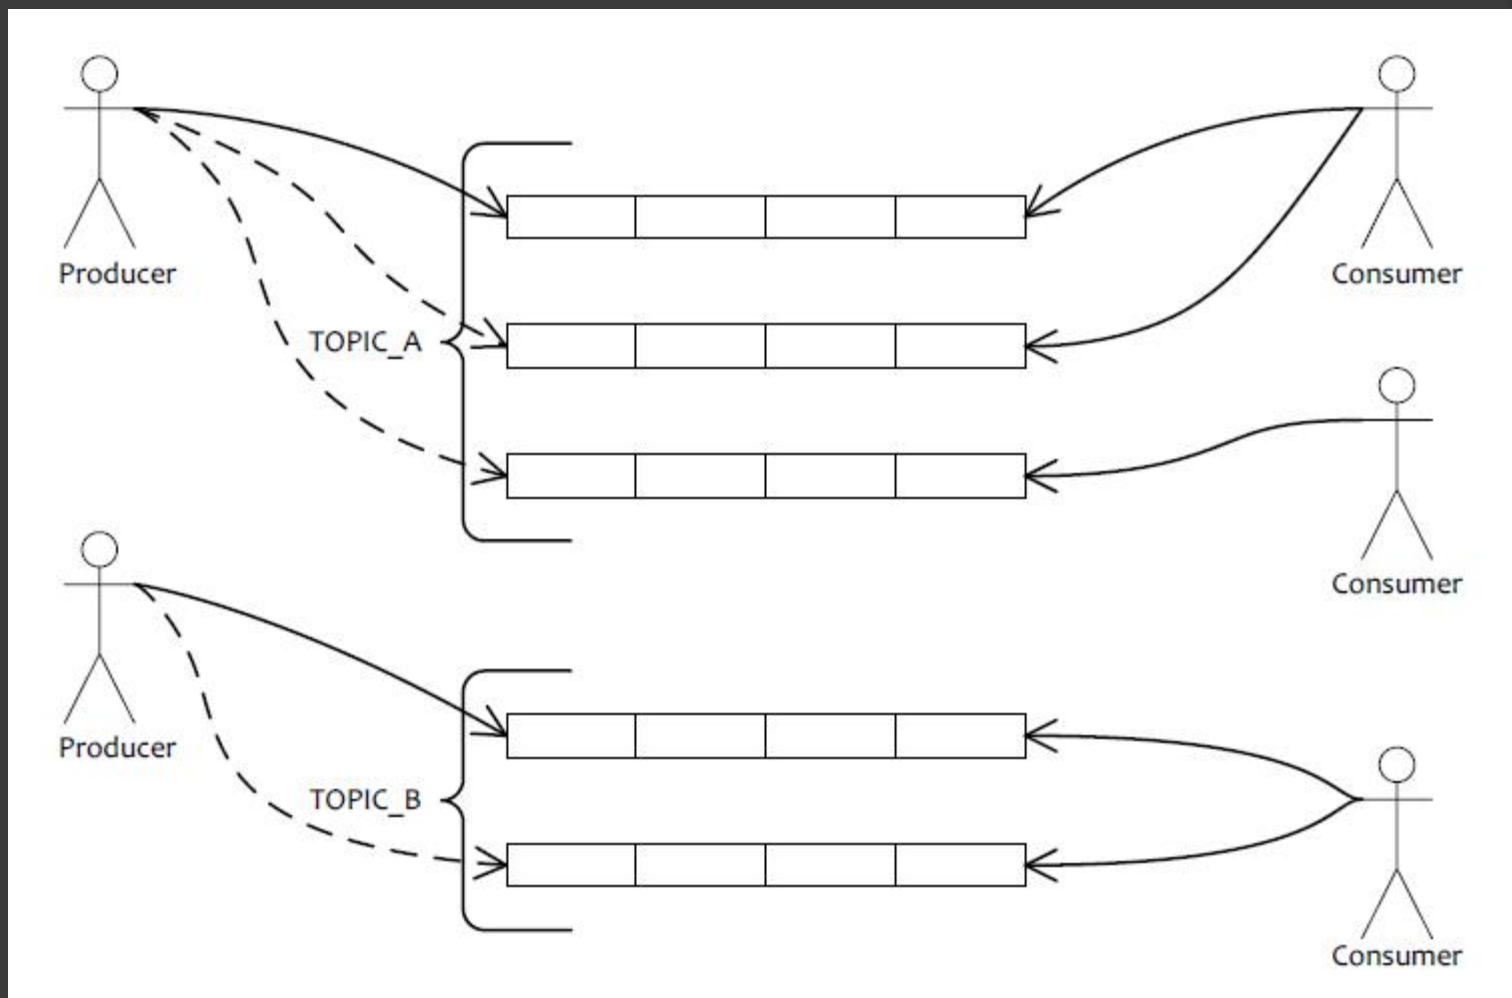 Producer
Consumer
TOPIC_A
Consumer
Producer
TOPIC_B
Consumer